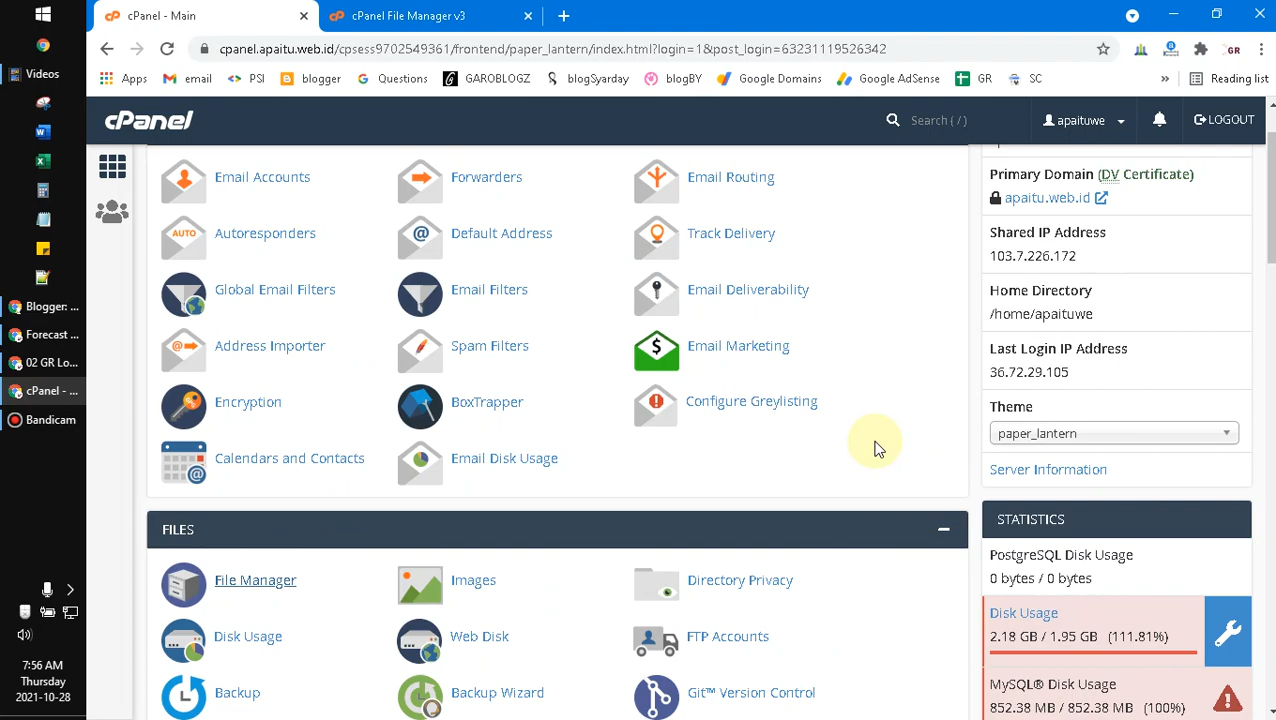 cPanel - Main
cPanel File Manager v3
cpanel.apaitu.web.id/cpsess9702549361/frontend/paper_lantern/index.html?login=1&post_login=63231119526342
GR
Apps
email
PSI
blogger
Questions
GAROBLOGZ
blogSyarday
blogBY
Google Domains
Google AdSense
GR
SC
»
Reading list
Videos
Blogger: ...
Forecast ...
02 GR Lo...
cPanel - ...
Bandicam
7:56 AM
Thursday
2021-10-28
cPanel
Search ( / )
apaituwe
LOGOUT
Email Accounts
Forwarders
Email Routing
AUTO
Autoresponders
Default Address
Track Delivery
Global Email Filters
Email Filters
Email Deliverability
Address Importer
Spam Filters
Email Marketing
Encryption
BoxTrapper
Configure Greylisting
Calendars and Contacts
Email Disk Usage
FILES
File Manager
Images
Directory Privacy
Disk Usage
Web Disk
FTP Accounts
Backup
Backup Wizard
Git™ Version Control
Primary Domain (DV Certificate)
apaitu.web.id
Shared IP Address
103.7.226.172
Home Directory
/home/apaituwe
Last Login IP Address
36.72.29.105
Theme
paper_lantern
Server Information
STATISTICS
PostgreSQL Disk Usage
0 bytes / 0 bytes
Disk Usage
2.18 GB / 1.95 GB (111.81%)
MySQL® Disk Usage
852.38 MB / 852.38 MB (100%)